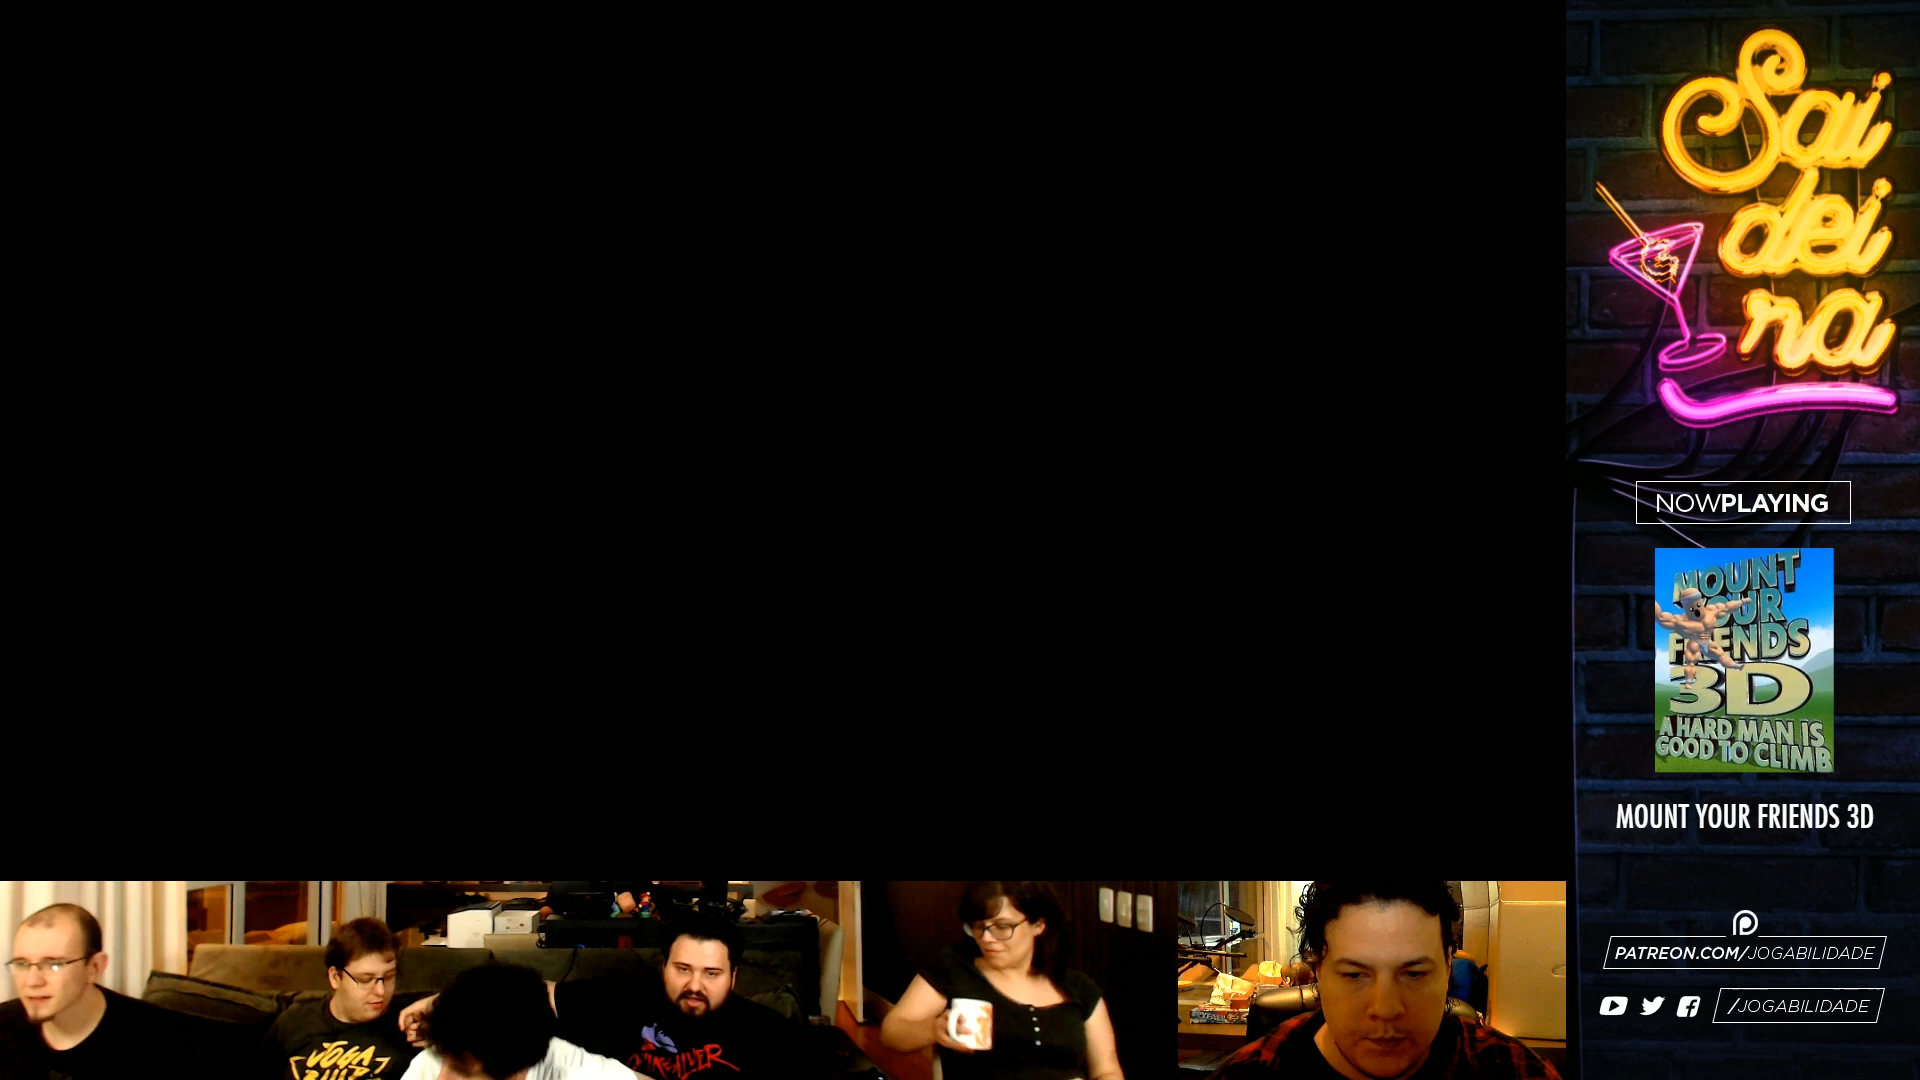 Sai
dei
ra
NOWPLAYING
MOUNT
YOUR
FRIENDS
3D
A HARD MAN IS
GOOD TO CLIMB
MOUNT YOUR FRIENDS 3D
PATREON.COM/JOGABILIDADE
/JOGABILIDADE
JOGA